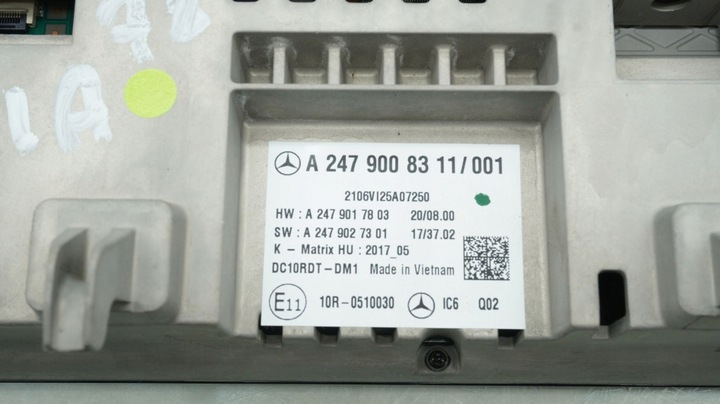 A 247 900 83 11/001
2106VI25A07250
HW : A 247 901 78 03 20/08.00
SW : A 247 902 73 01 17/37.02
K - Matrix HU : 2017_05
DC10RDT-DM1 Made in Vietnam
E11 10R-0510030 IC6 Q02